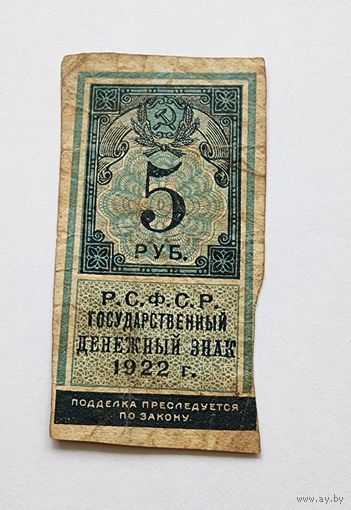 5
РУБ.
Р.С.Ф.С.Р.
ГОСУДАРСТВЕННЫЙ
ДЕНЕЖНЫЙ ЗНАК
1922 г.
ПОДДЕЛКА ПРЕСЛЕДУЕТСЯ
ПО ЗАКОНУ.
www.ay.by